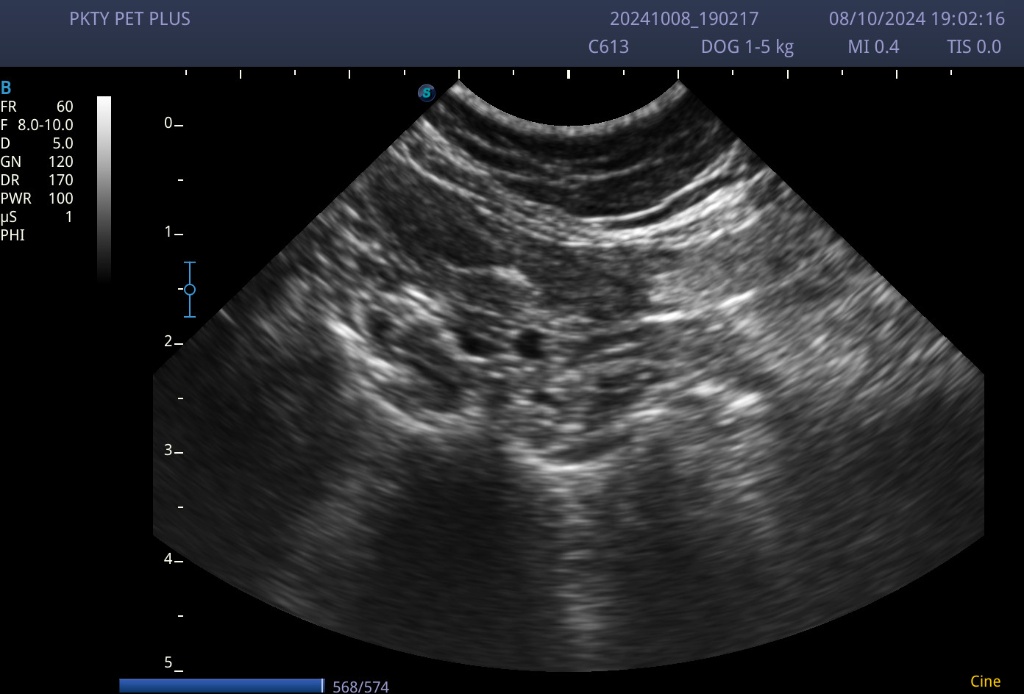 PKTY PET PLUS
20241008_190217 08/10/2024 19:02:16
C613 DOG 1-5 kg MI 0.4 TIS 0.0
B
FR 60
F 8.0-10.0
D 5.0
GN 120
DR 170
PWR 100
µS 1
PHI
S
0
1
2
3
4
5
568/574
Cine